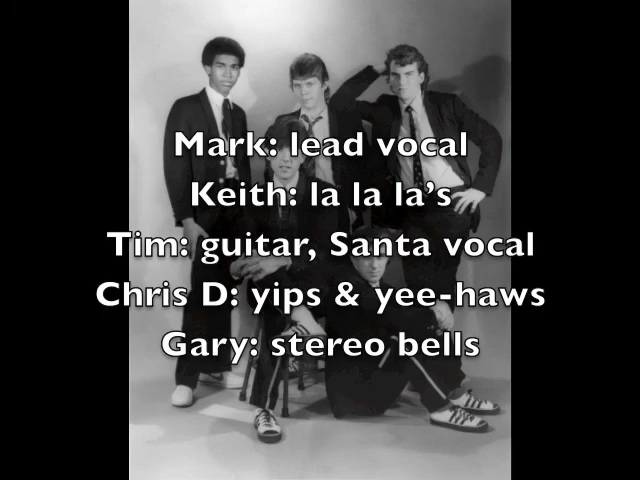 Mark: lead vocal
Keith: la la la’s
Tim: guitar, Santa vocal
Chris D: yips & yee-haws
Gary: stereo bells